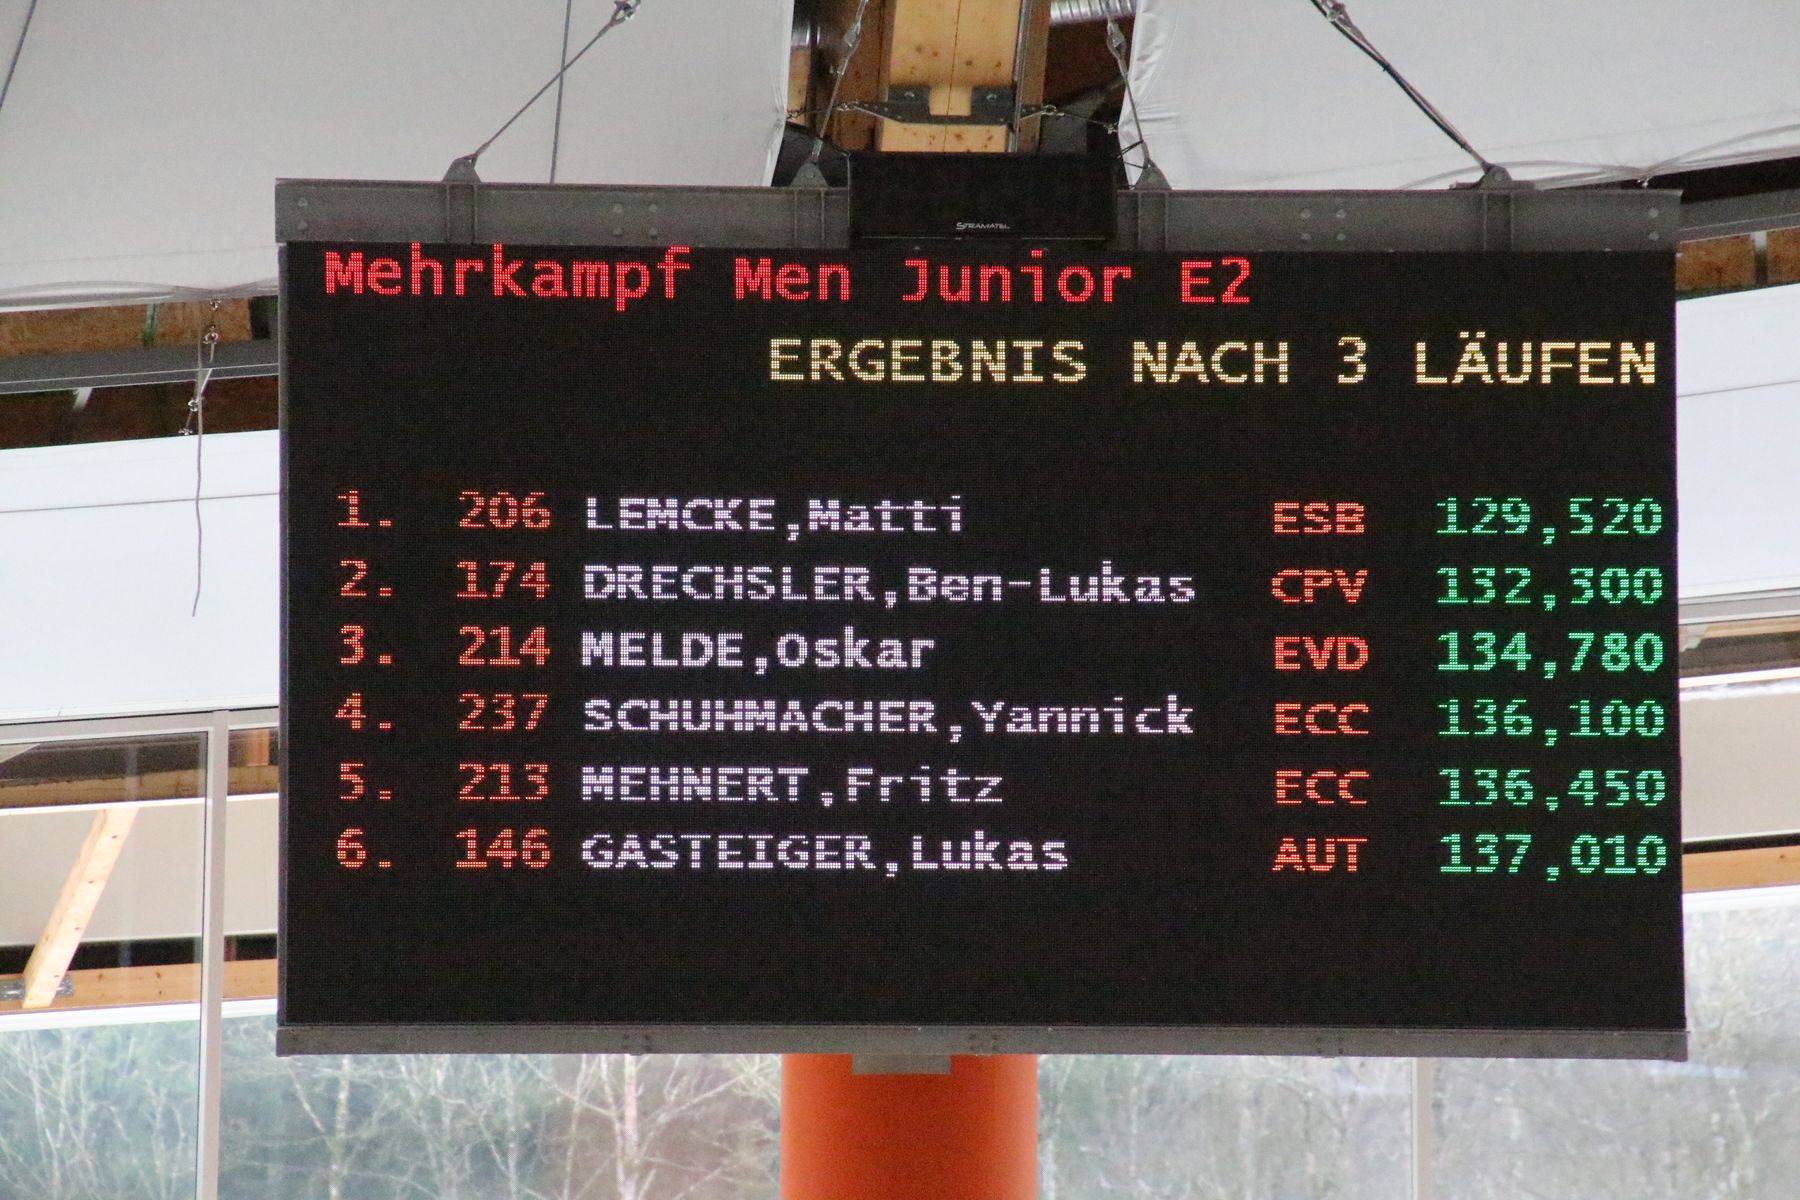 STRAMATEL
Mehrkampf Men Junior E2
ERGEBNIS NACH 3 LÄUFEN
1. 206 LEMCKE,Matti ESB 129,520
2. 174 DRECHSLER,Ben-Lukas CPV 132,300
3. 214 MELDE,Oskar EVD 134,780
4. 237 SCHUHMACHER,Yannick ECC 136,100
5. 213 MEHNERT,Fritz ECC 136,450
6. 146 GASTEIGER,Lukas AUT 137,010